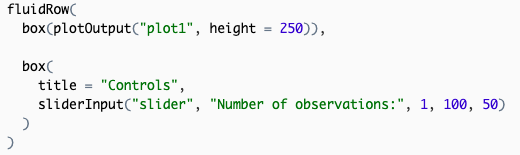 fluidRow(
  box(plotOutput("plot1", height = 250)),

  box(
    title = "Controls",
    sliderInput("slider", "Number of observations:", 1, 100, 50)
  )
)